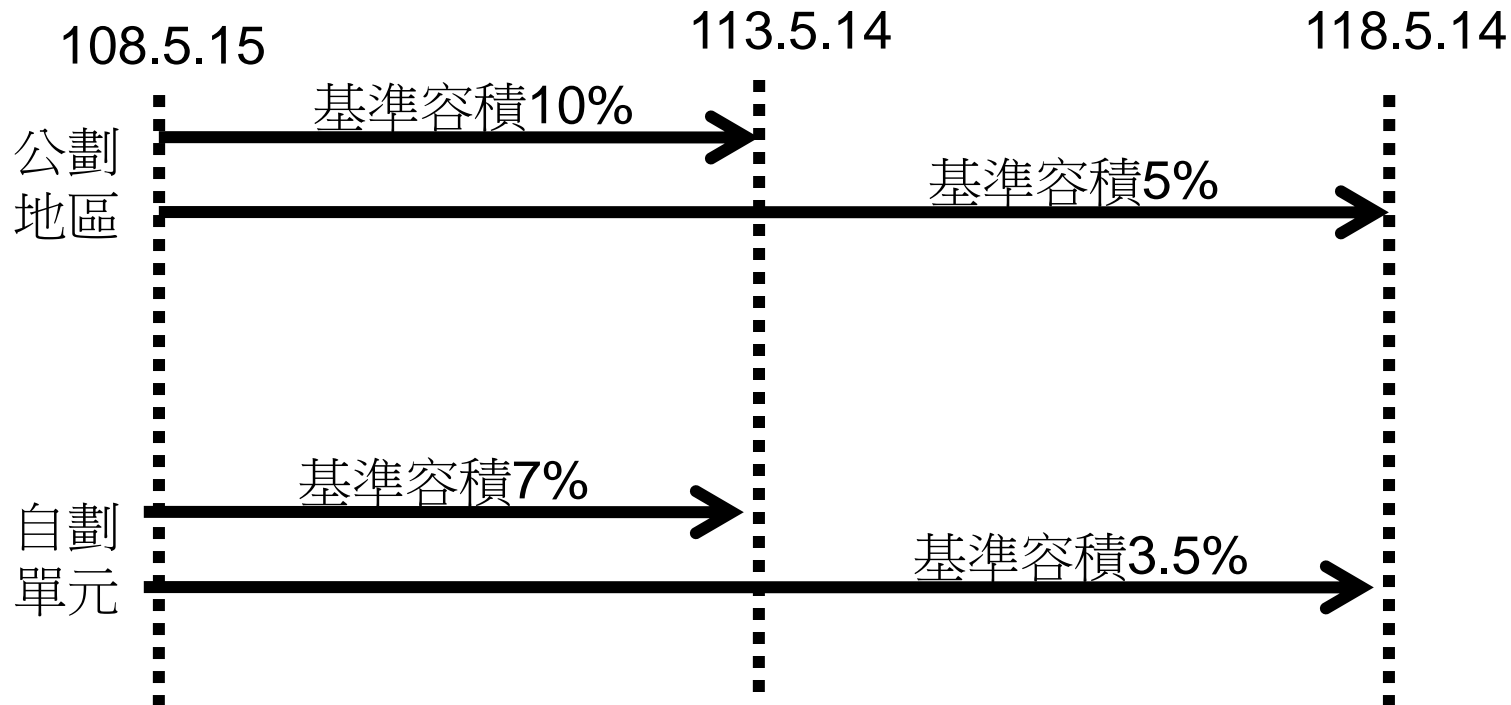 108.5.15
113.5.14
118.5.14
公劃
地區
基準容積10%
基準容積5%
自劃
單元
基準容積7%
基準容積3.5%